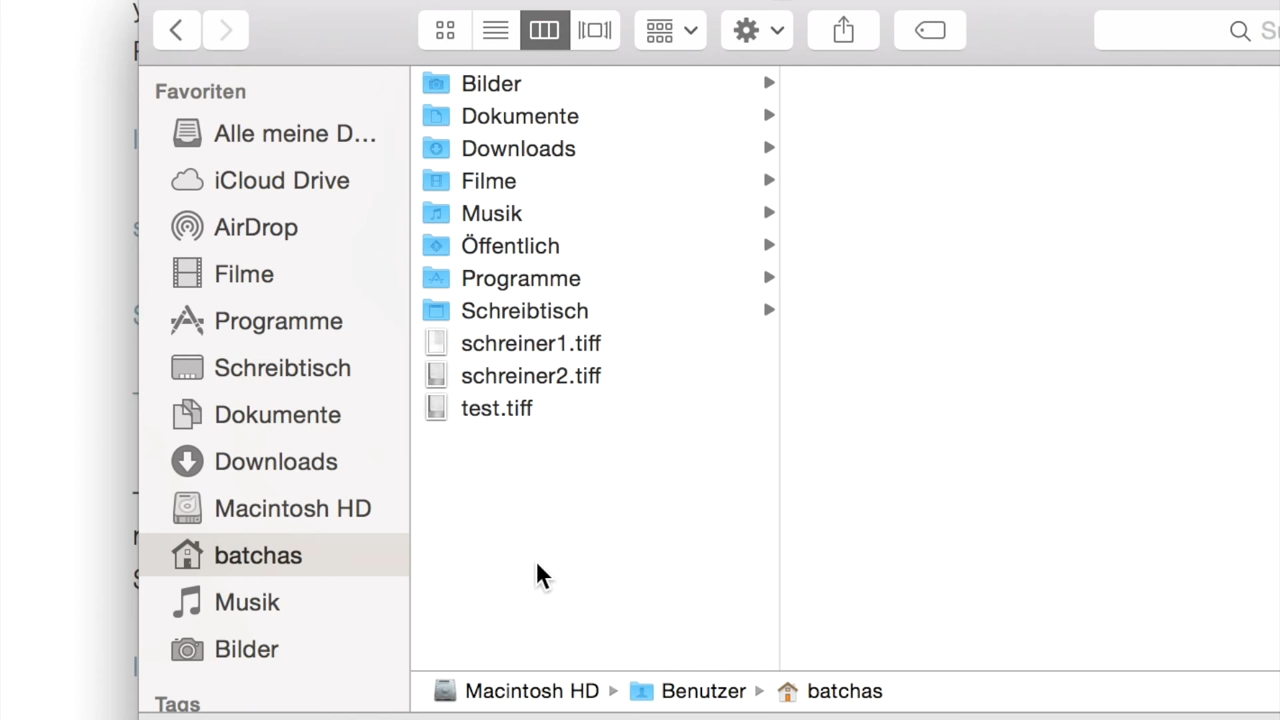 Favoriten
Alle meine D...
iCloud Drive
AirDrop
Filme
Programme
Schreibtisch
Dokumente
Downloads
Macintosh HD
batchas
Musik
Bilder
Tags
Bilder
Dokumente
Downloads
Filme
Musik
Öffentlich
Programme
Schreibtisch
schreiner1.tiff
schreiner2.tiff
test.tiff
Macintosh HD
Benutzer
batchas